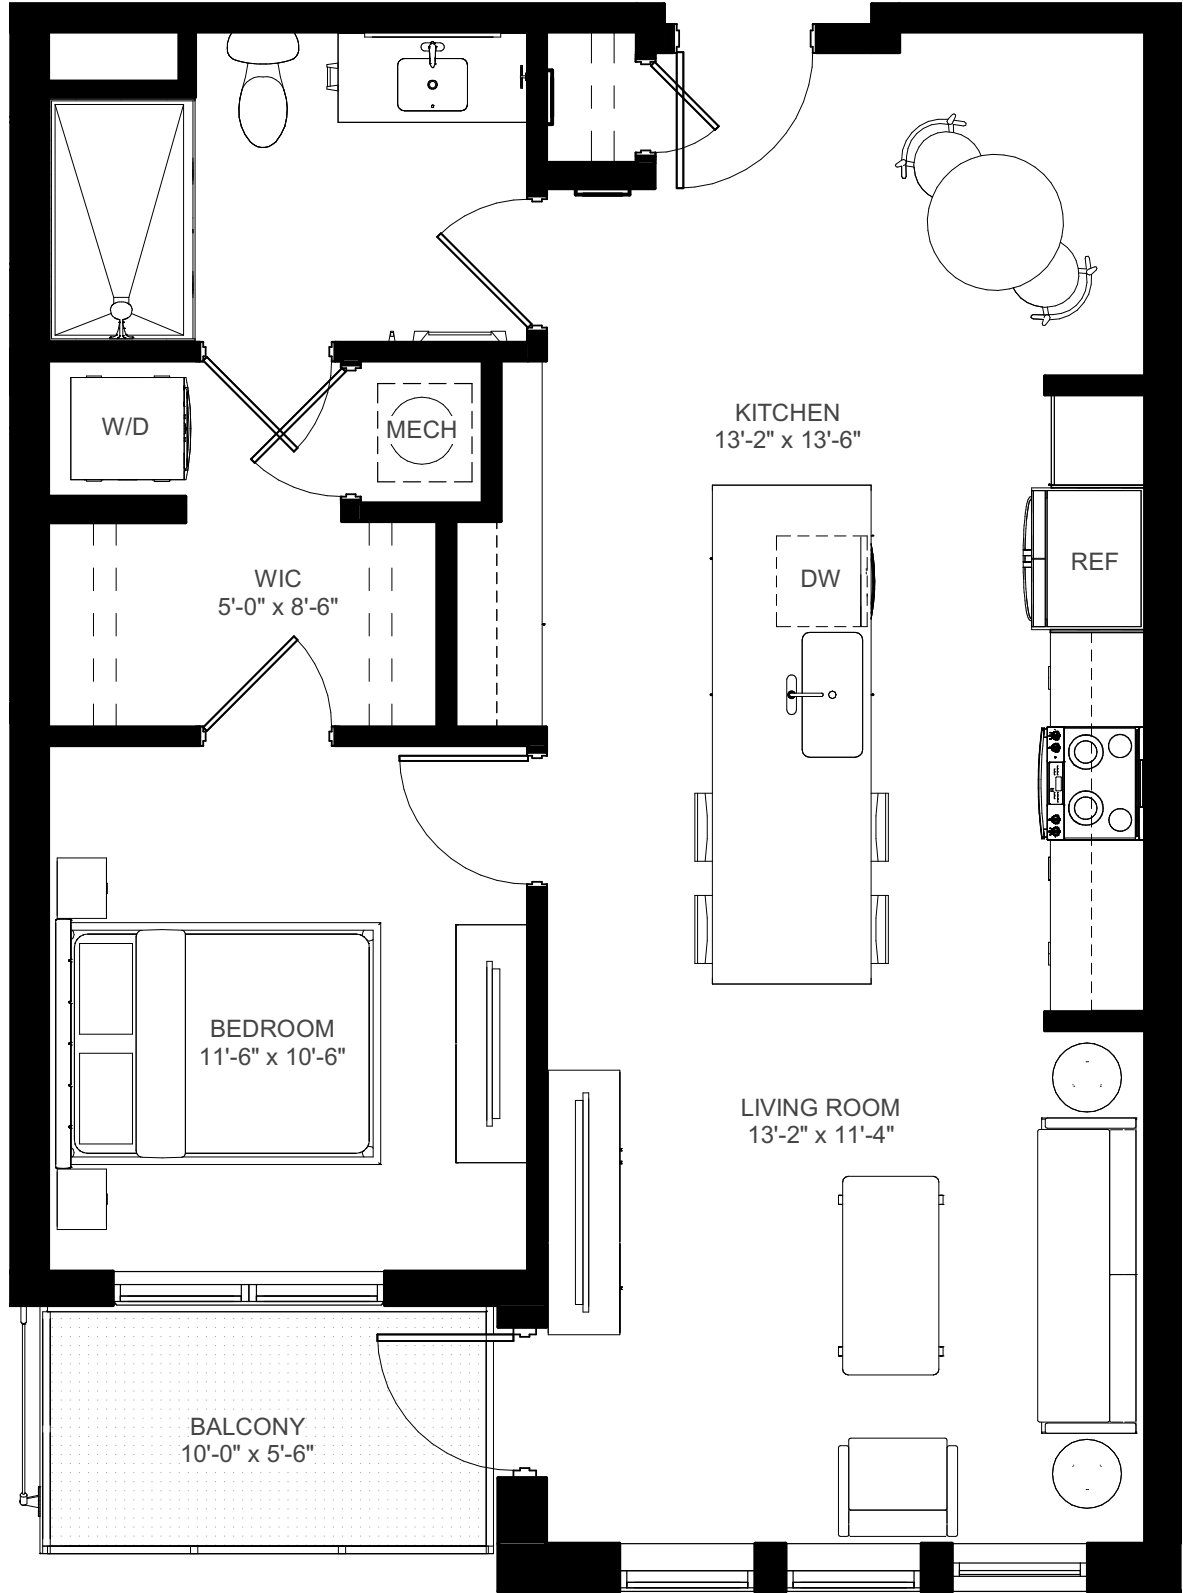 W/D
MECH
KITCHEN
13'-2" x 13'-6"
WIC
5'-0" x 8'-6"
DW
REF
BEDROOM
11'-6" x 10'-6"
LIVING ROOM
13'-2" x 11'-4"
BALCONY
10'-0" x 5'-6"